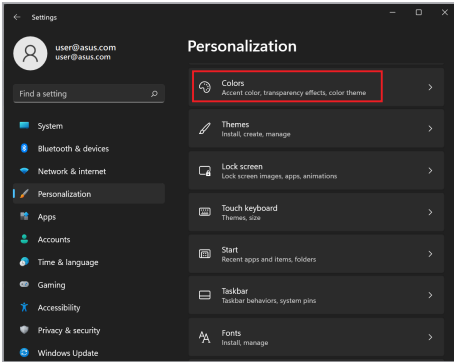 Settings
user@asus.com
user@asus.com
Find a setting
System
Bluetooth & devices
Network & internet
Personalization
Apps
Accounts
Time & language
Gaming
Accessibility
Privacy & security
Windows Update
Personalization
Colors
Accent color, transparency effects, color theme
Themes
Install, create, manage
Lock screen
Lock screen images, apps, animations
Touch keyboard
Themes, size
Start
Recent apps and items, folders
Taskbar
Taskbar behaviors, system pins
Fonts
Install, manage